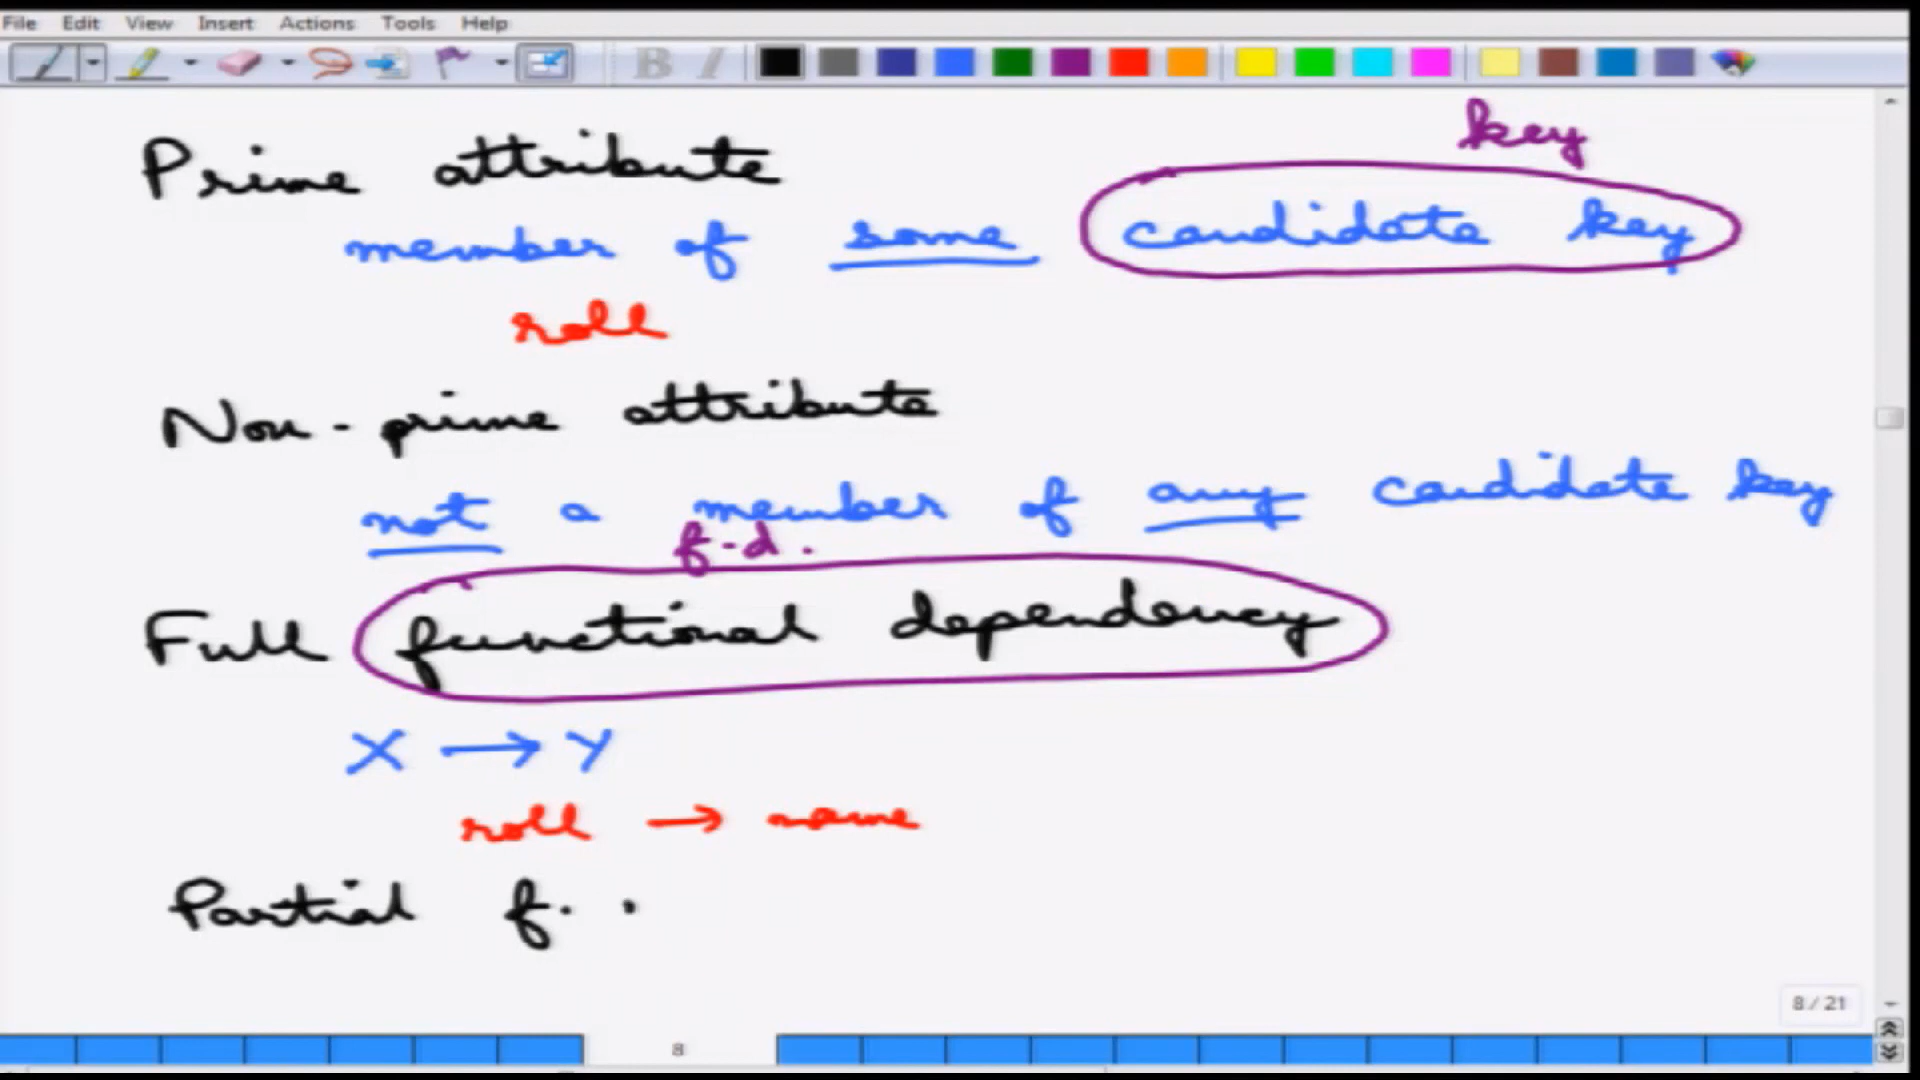 File Edit View Insert Actions Tools Help
B I
key
Prime attribute
member of some candidate key
roll
Non-prime attribute
not a member of any candidate key
f.d.
Full functional dependency
X → Y
roll → name
Partial f. .
8 / 21
8